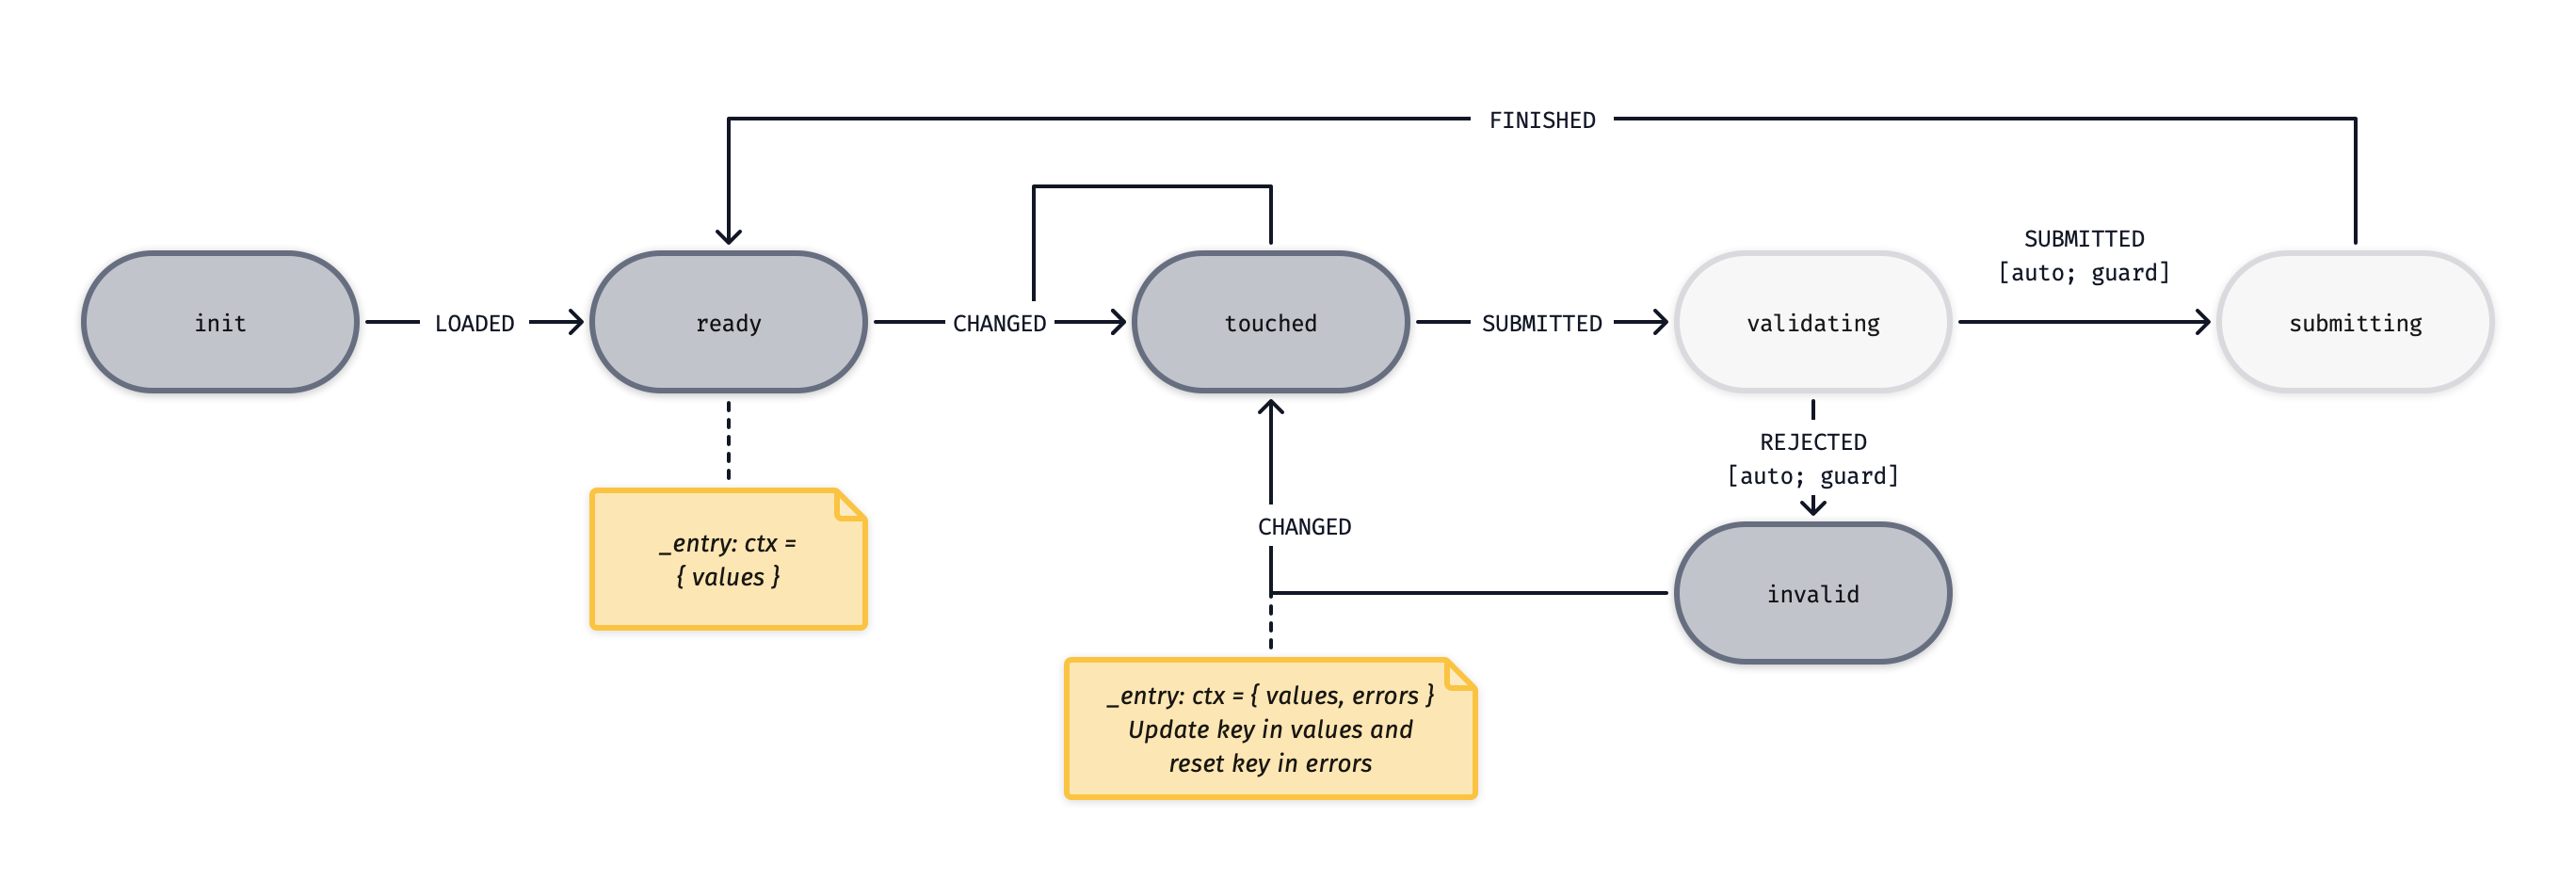 FINISHED
SUBMITTED
[auto; guard]
init
LOADED
ready
CHANGED
touched
SUBMITTED
validating
submitting
REJECTED
[auto; guard]
CHANGED
_entry: ctx =
{ values }
invalid
_entry: ctx = { values, errors }
Update key in values and
reset key in errors